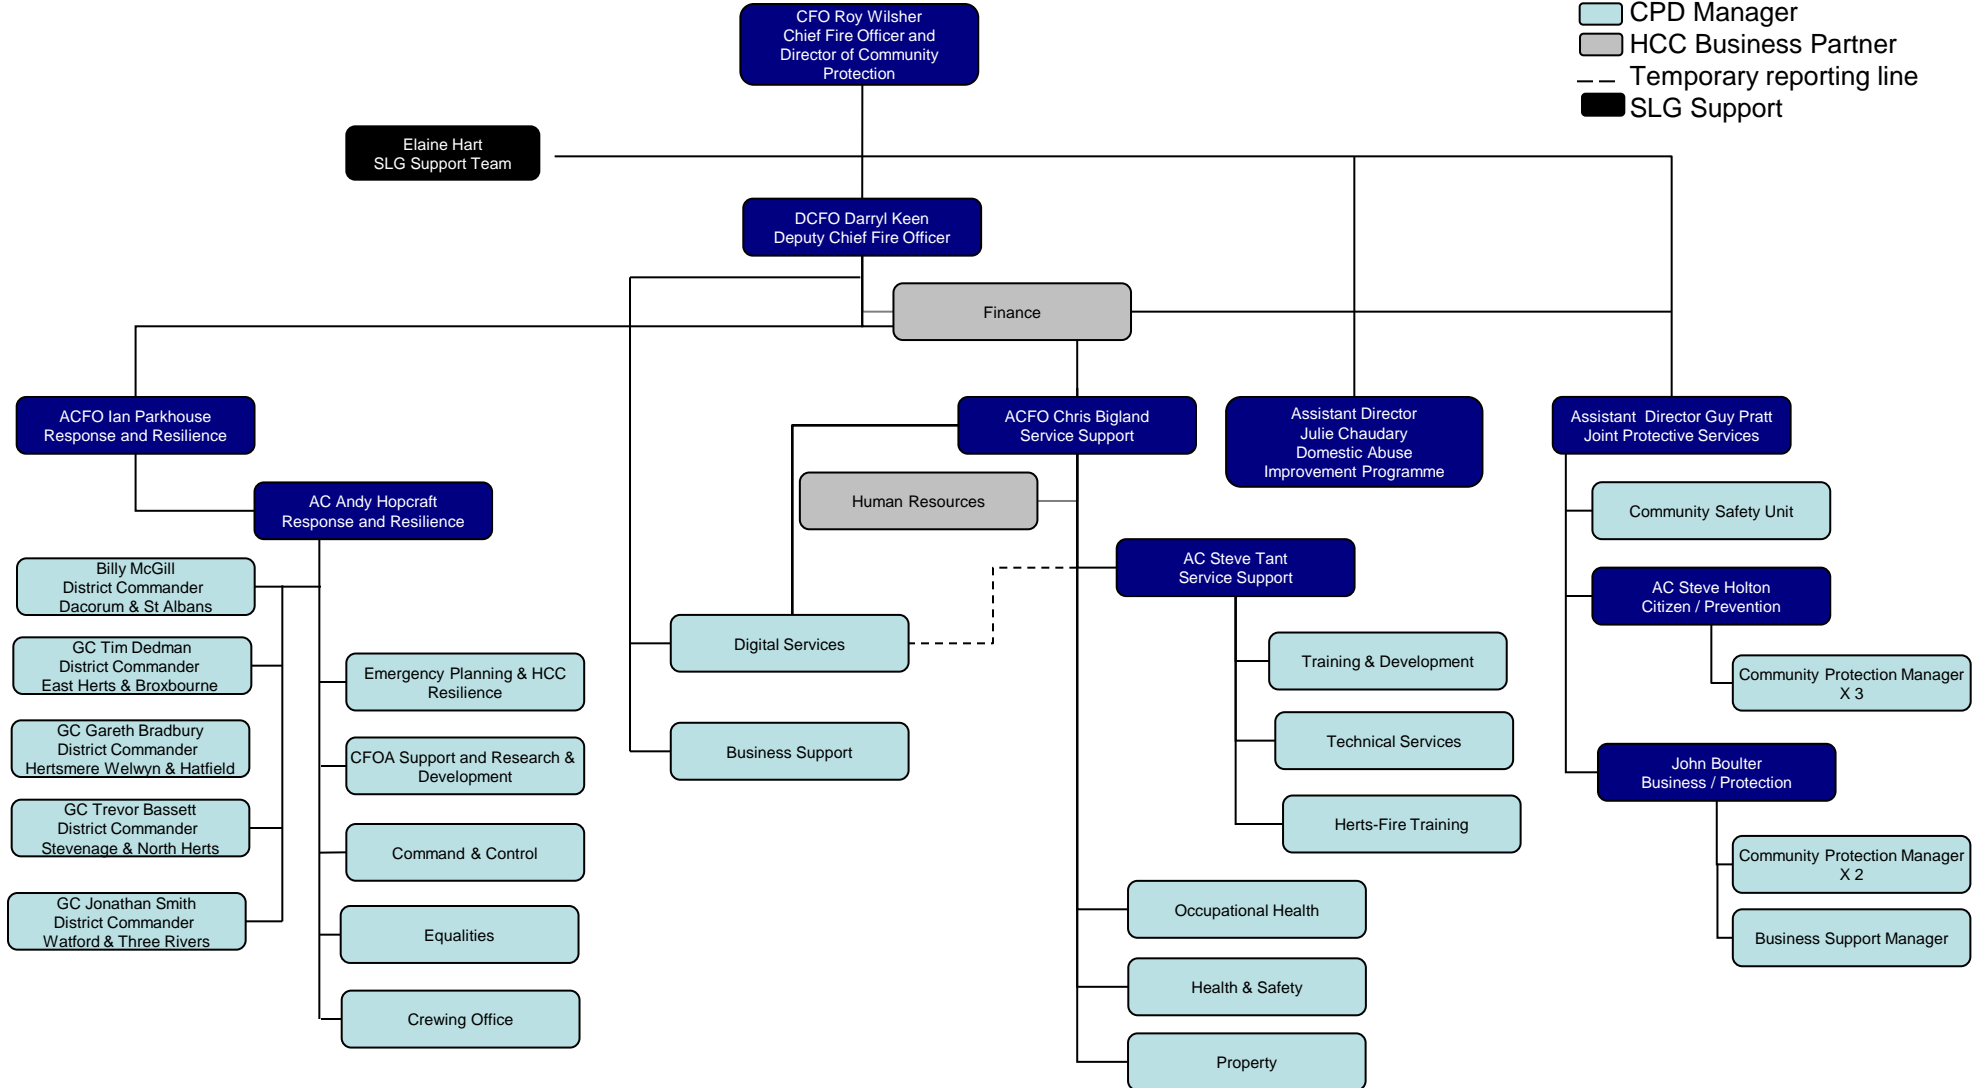 CFO Roy Wilsher
Chief Fire Officer and
Director of Community
Protection
CPD Manager
HCC Business Partner
Temporary reporting line
SLG Support
Elaine Hart
SLG Support Team
DCFO Darryl Keen
Deputy Chief Fire Officer
Finance
ACFO Ian Parkhouse
Response and Resilience
ACFO Chris Bigland
Service Support
Assistant Director
Julie Chaudary
Domestic Abuse
Improvement Programme
Assistant  Director Guy Pratt
Joint Protective Services
AC Andy Hopcraft
Response and Resilience
Human Resources
Community Safety Unit
Billy McGill
District Commander
Dacorum & St Albans
AC Steve Tant
Service Support
AC Steve Holton
Citizen / Prevention
GC Tim Dedman
District Commander
East Herts & Broxbourne
Emergency Planning & HCC
Resilience
Digital Services
Training & Development
Community Protection Manager
X 3
GC Gareth Bradbury
District Commander
Hertsmere Welwyn & Hatfield
CFOA Support and Research &
Development
Business Support
Technical Services
John Boulter
Business / Protection
GC Trevor Bassett
District Commander
Stevenage & North Herts
Command & Control
Herts-Fire Training
Community Protection Manager
X 2
GC Jonathan Smith
District Commander
Watford & Three Rivers
Equalities
Occupational Health
Business Support Manager
Crewing Office
Health & Safety
Property